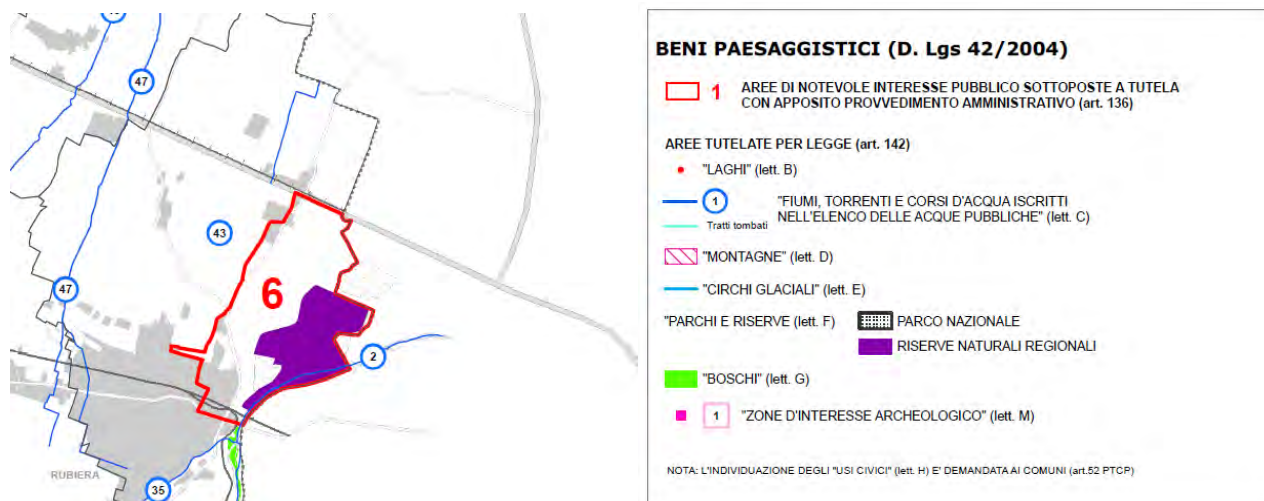 47
43
6
47
2
RUBIERA
35
BENI PAESAGGISTICI (D. Lgs 42/2004)
1 AREE DI NOTEVOLE INTERESSE PUBBLICO SOTTOPOSTE A TUTELA
CON APPOSITO PROVVEDIMENTO AMMINISTRATIVO (art. 136)
AREE TUTELATE PER LEGGE (art. 142)
"LAGHI" (lett. B)
1 "FIUMI, TORRENTI E CORSI D'ACQUA ISCRITTI
NELL'ELENCO DELLE ACQUE PUBBLICHE" (lett. C)
Tratti tombati
"MONTAGNE" (lett. D)
"CIRCHI GLACIALI" (lett. E)
"PARCHI E RISERVE (lett. F) PARCO NAZIONALE
RISERVE NATURALI REGIONALI
"BOSCHI" (lett. G)
1 "ZONE D'INTERESSE ARCHEOLOGICO" (lett. M)
NOTA: L'INDIVIDUAZIONE DEGLI "USI CIVICI" (lett. H) E' DEMANDATA AI COMUNI (art.52 PTCP)